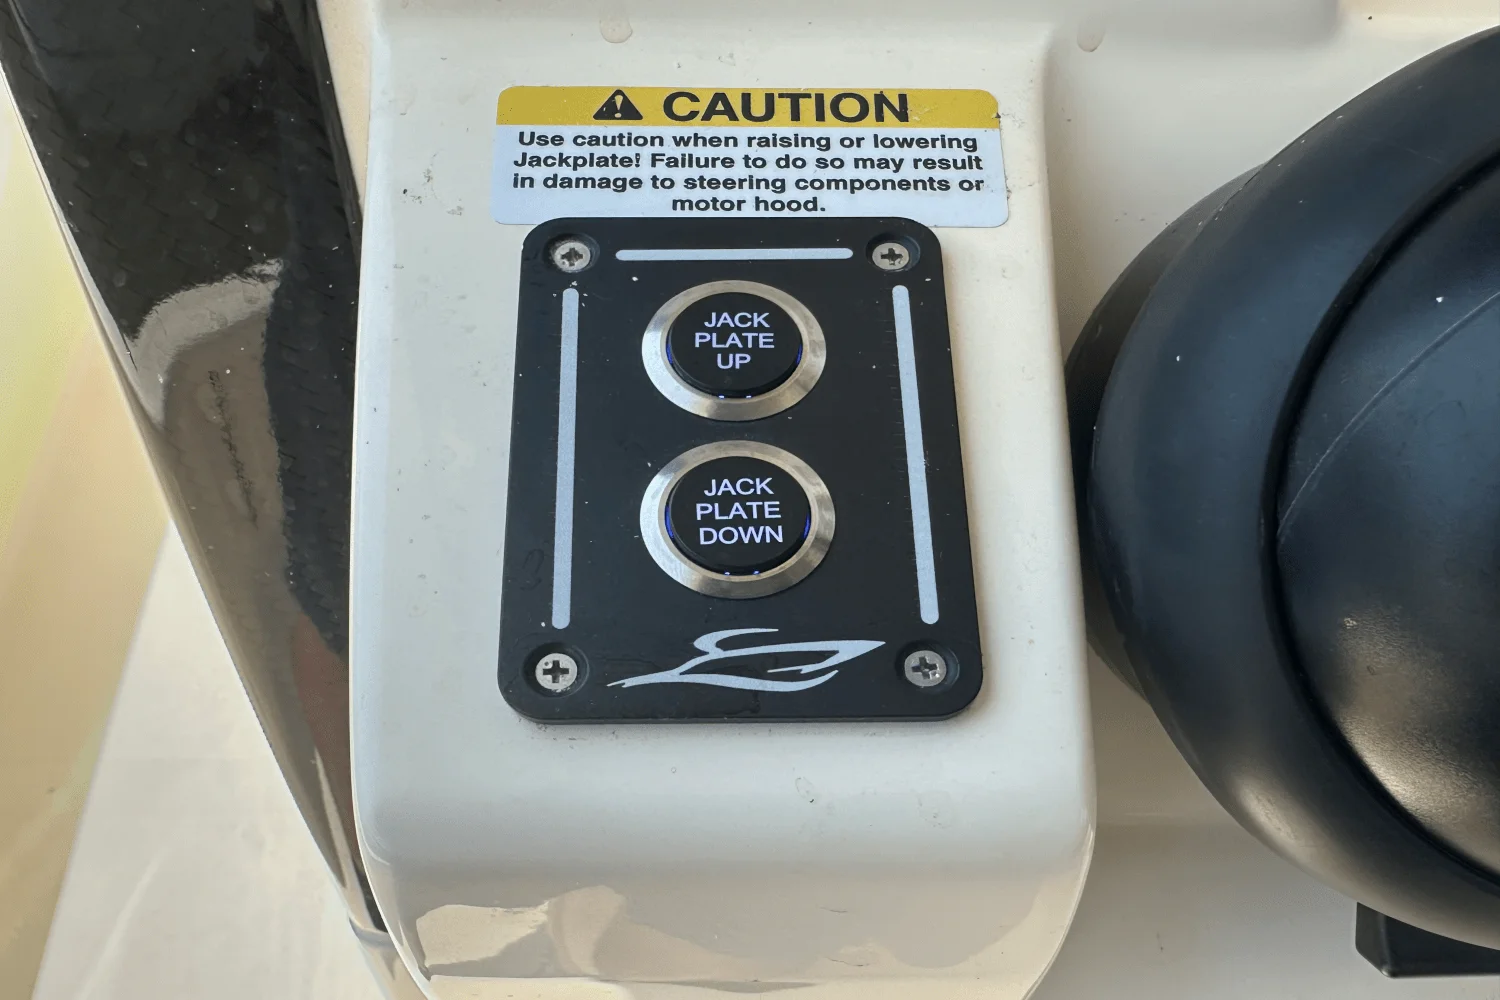 CAUTION
Use caution when raising or lowering
Jackplate! Failure to do so may result
in damage to steering components or
motor hood.
JACK
PLATE
UP
JACK
PLATE
DOWN